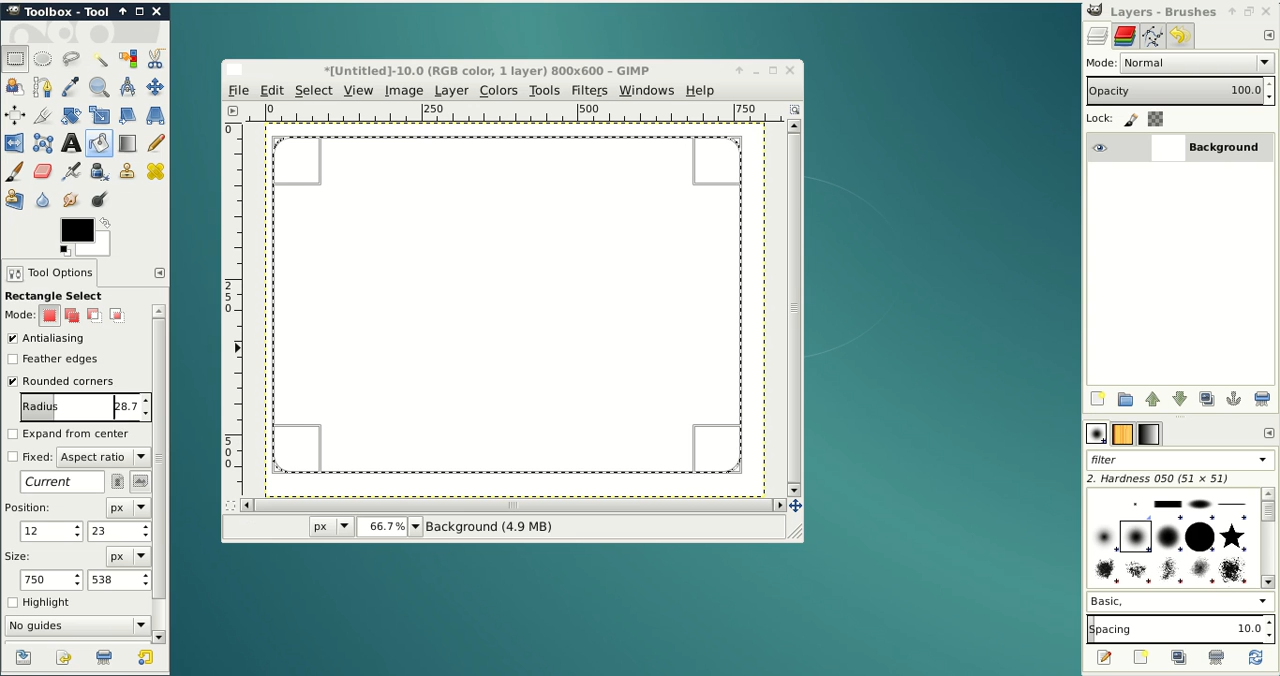 Toolbox - Tool
Rectangle Select
Tool Options
Mode:
Antialiasing
Feather edges
Rounded corners
Radius 28.7
Expand from center
Fixed: Aspect ratio
Current
Position: px
12 23
Size: px
750 538
Highlight
No guides
*[Untitled]-10.0 (RGB color, 1 layer) 800x600 – GIMP
File Edit Select View Image Layer Colors Tools Filters Windows Help
0 250 500 750
0
250
500
px 66.7 % Background (4.9 MB)
Layers - Brushes
Mode: Normal
Opacity 100.0
Lock:
Background
filter
2. Hardness 050 (51 × 51)
Basic,
Spacing 10.0